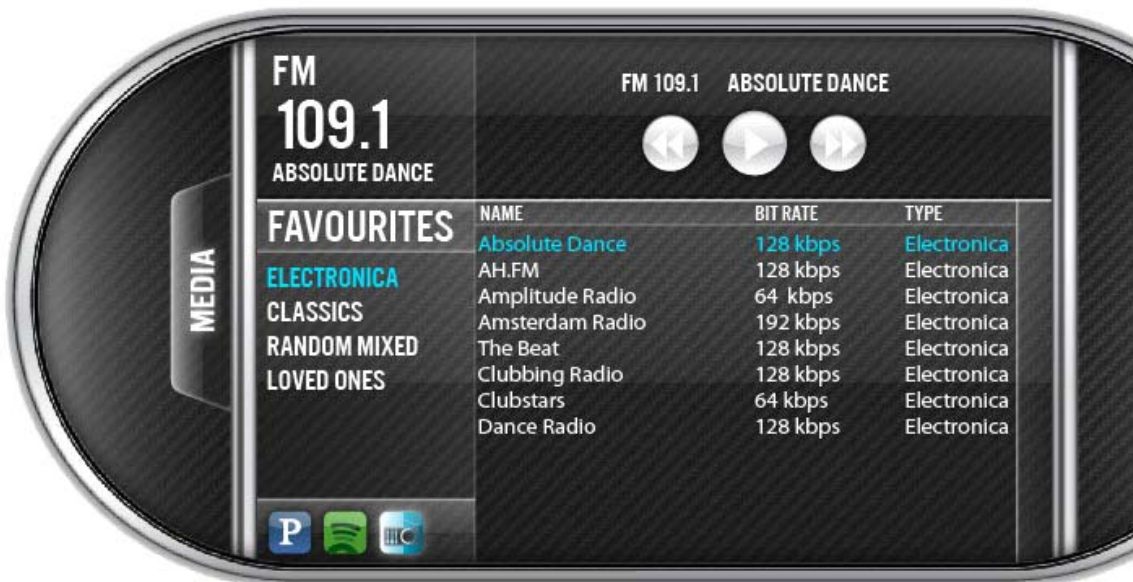 FM
109.1
ABSOLUTE DANCE
FM 109.1 ABSOLUTE DANCE
MEDIA
FAVOURITES
ELECTRONICA
CLASSICS
RANDOM MIXED
LOVED ONES
NAME BIT RATE TYPE
Absolute Dance 128 kbps Electronica
AH.FM 128 kbps Electronica
Amplitude Radio 64 kbps Electronica
Amsterdam Radio 192 kbps Electronica
The Beat 128 kbps Electronica
Clubbing Radio 128 kbps Electronica
Clubstars 64 kbps Electronica
Dance Radio 128 kbps Electronica
P